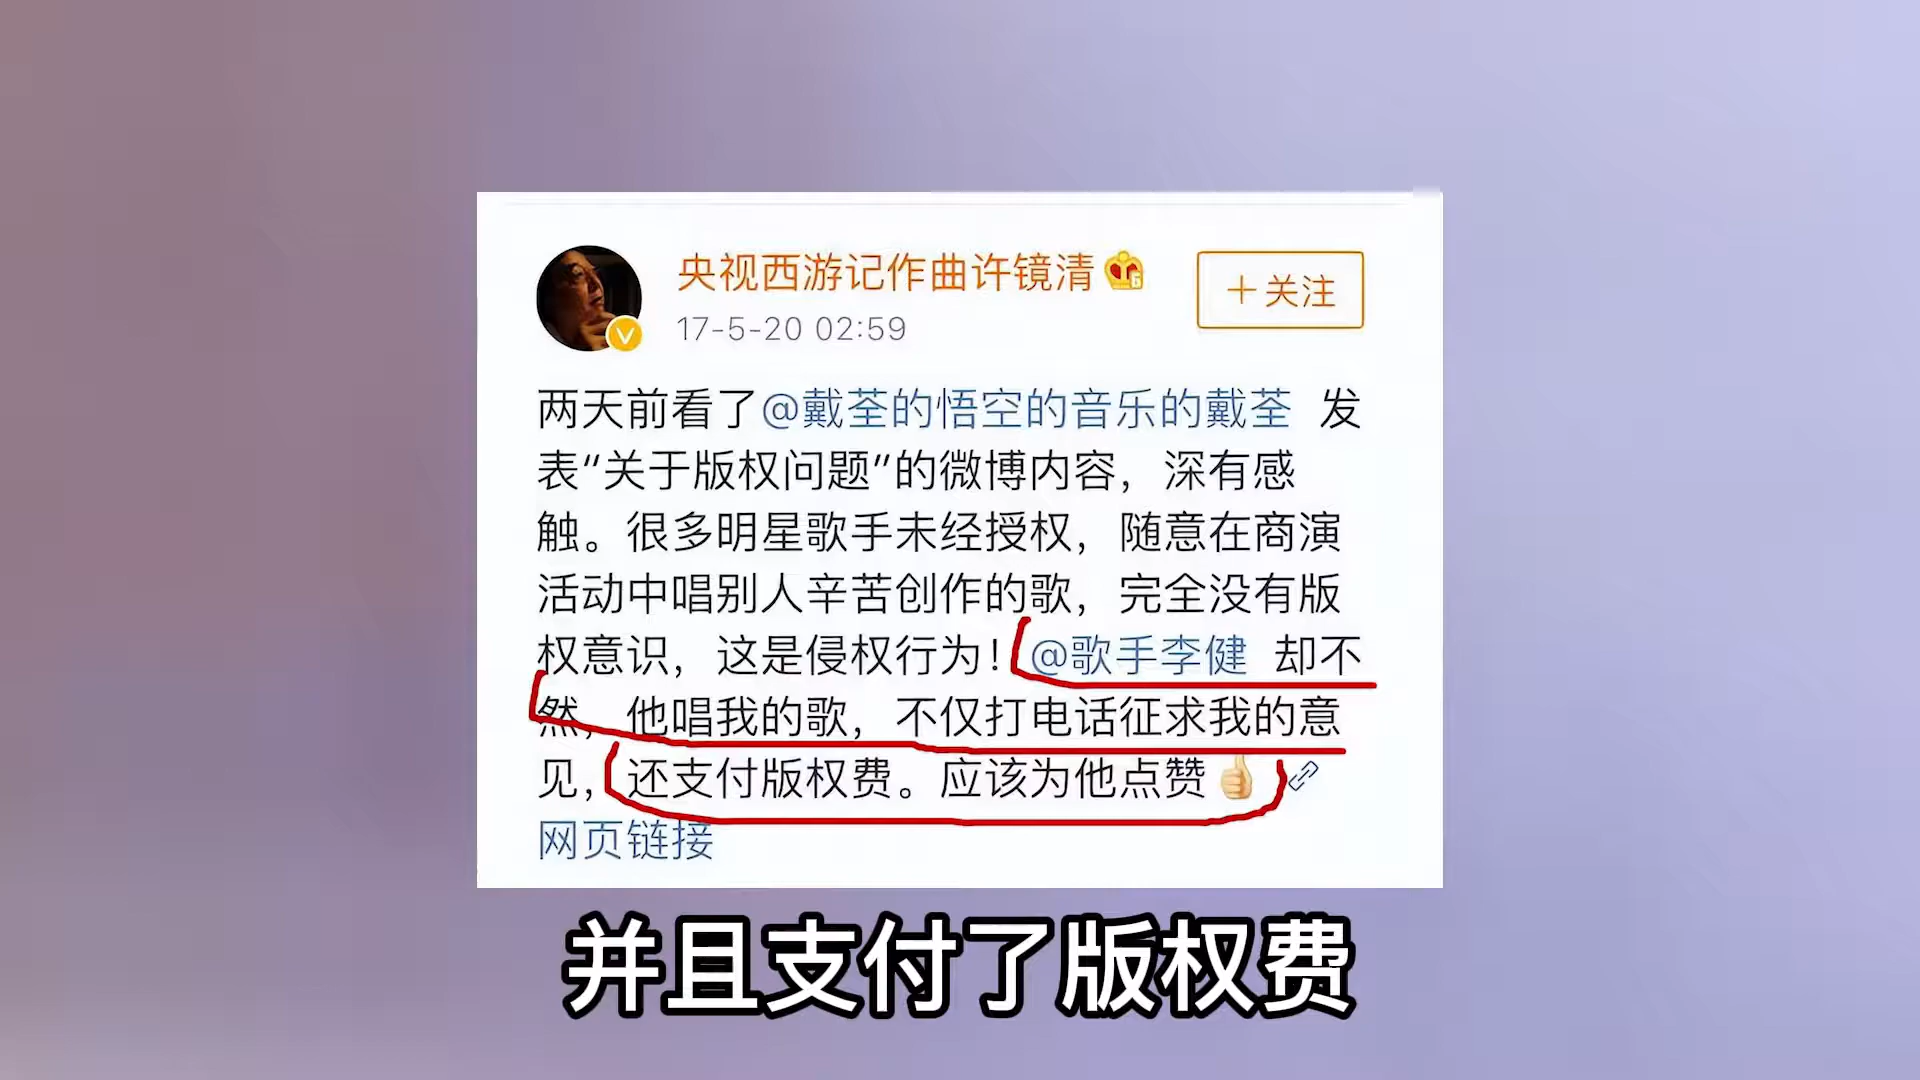 央视西游记作曲许镜清
17-5-20 02:59
+关注
两天前看了@戴荃的悟空的音乐的戴荃 发
表“关于版权问题”的微博内容，深有感
触。很多明星歌手未经授权，随意在商演
活动中唱别人辛苦创作的歌，完全没有版
权意识，这是侵权行为！@歌手李健 却不
然，他唱我的歌，不仅打电话征求我的意
见，还支付版权费。应该为他点赞👍
网页链接
并且支付了版权费